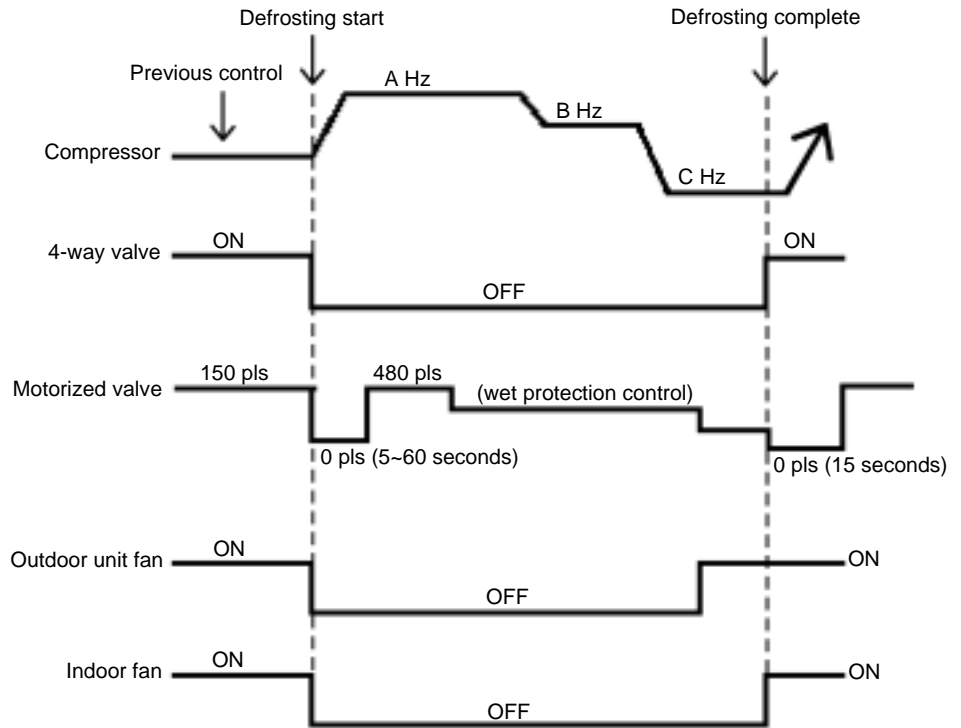 Defrosting start
Defrosting complete
Previous control
A Hz
B Hz
Compressor
C Hz
ON
ON
4-way valve
OFF
150 pls
480 pls
Motorized valve
(wet protection control)
0 pls (5~60 seconds)
0 pls (15 seconds)
ON
Outdoor unit fan
ON
OFF
ON
Indoor fan
ON
OFF